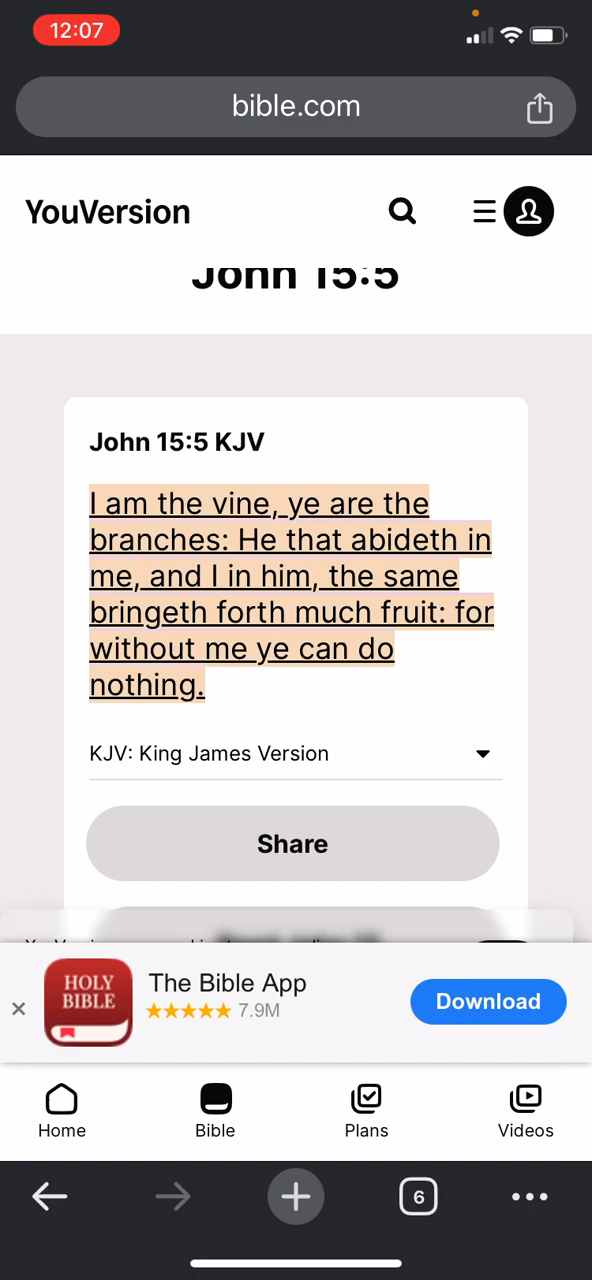 12:07
bible.com
YouVersion
John 15:5
John 15:5 KJV
I am the vine, ye are the
branches: He that abideth in
me, and I in him, the same
bringeth forth much fruit: for
without me ye can do
nothing.
KJV: King James Version
Share
HOLY
BIBLE
The Bible App
7.9M
Download
Home
Bible
Plans
Videos
6